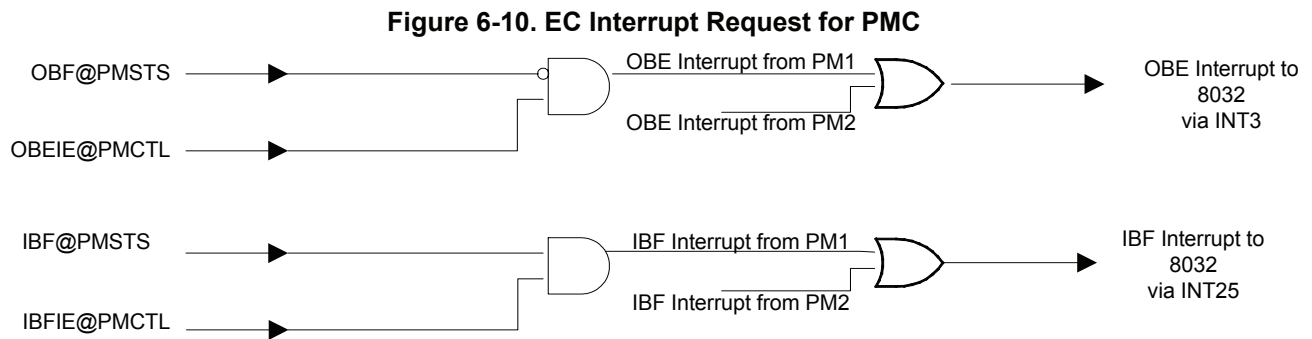 Figure 6-10. EC Interrupt Request for PMC
OBF@PMSTS
OBE Interrupt from PM1
OBE Interrupt to
8032
via INT3
OBE Interrupt from PM2
OBEIE@PMCTL
IBF@PMSTS
IBF Interrupt from PM1
IBF Interrupt to
8032
via INT25
IBF Interrupt from PM2
IBFIE@PMCTL